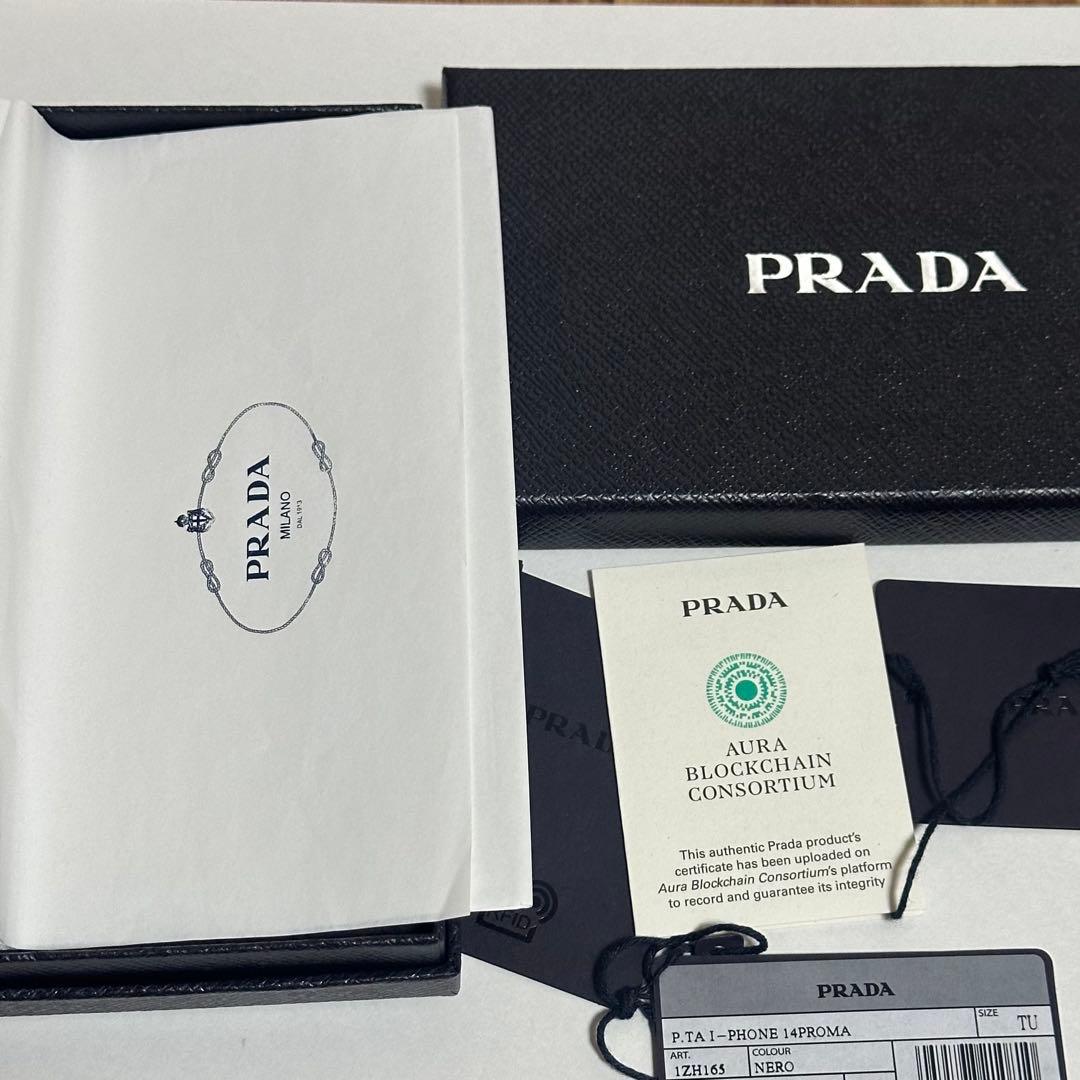 PRADA
PRADA
MILANO
DAL 1913
PRADA
AURA
BLOCKCHAIN
CONSORTIUM
This authentic Prada product's
certificate has been uploaded on
Aura Blockchain Consortium's platform
to record and guarantee its integrity
PRAD
RFID
PRA
PRADA
P.TA I-PHONE 14PROMA
SIZE
TU
ART.
1ZH165
COLOUR
NERO